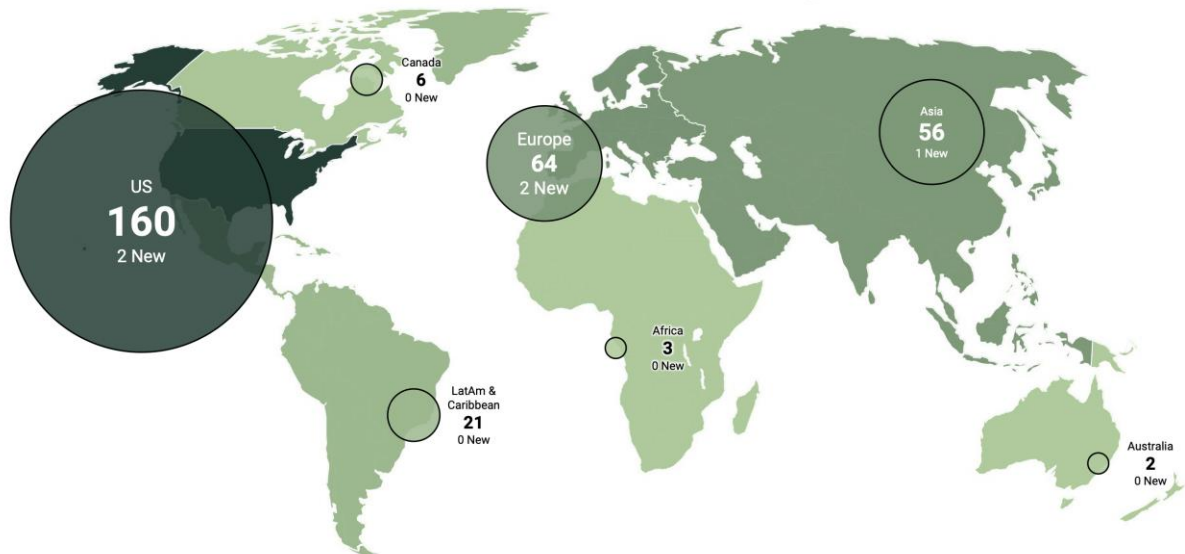 Canada
6
0 New
US
160
2 New
Europe
64
2 New
Asia
56
1 New
LatAm &
Caribbean
21
0 New
Africa
3
0 New
Australia
2
0 New